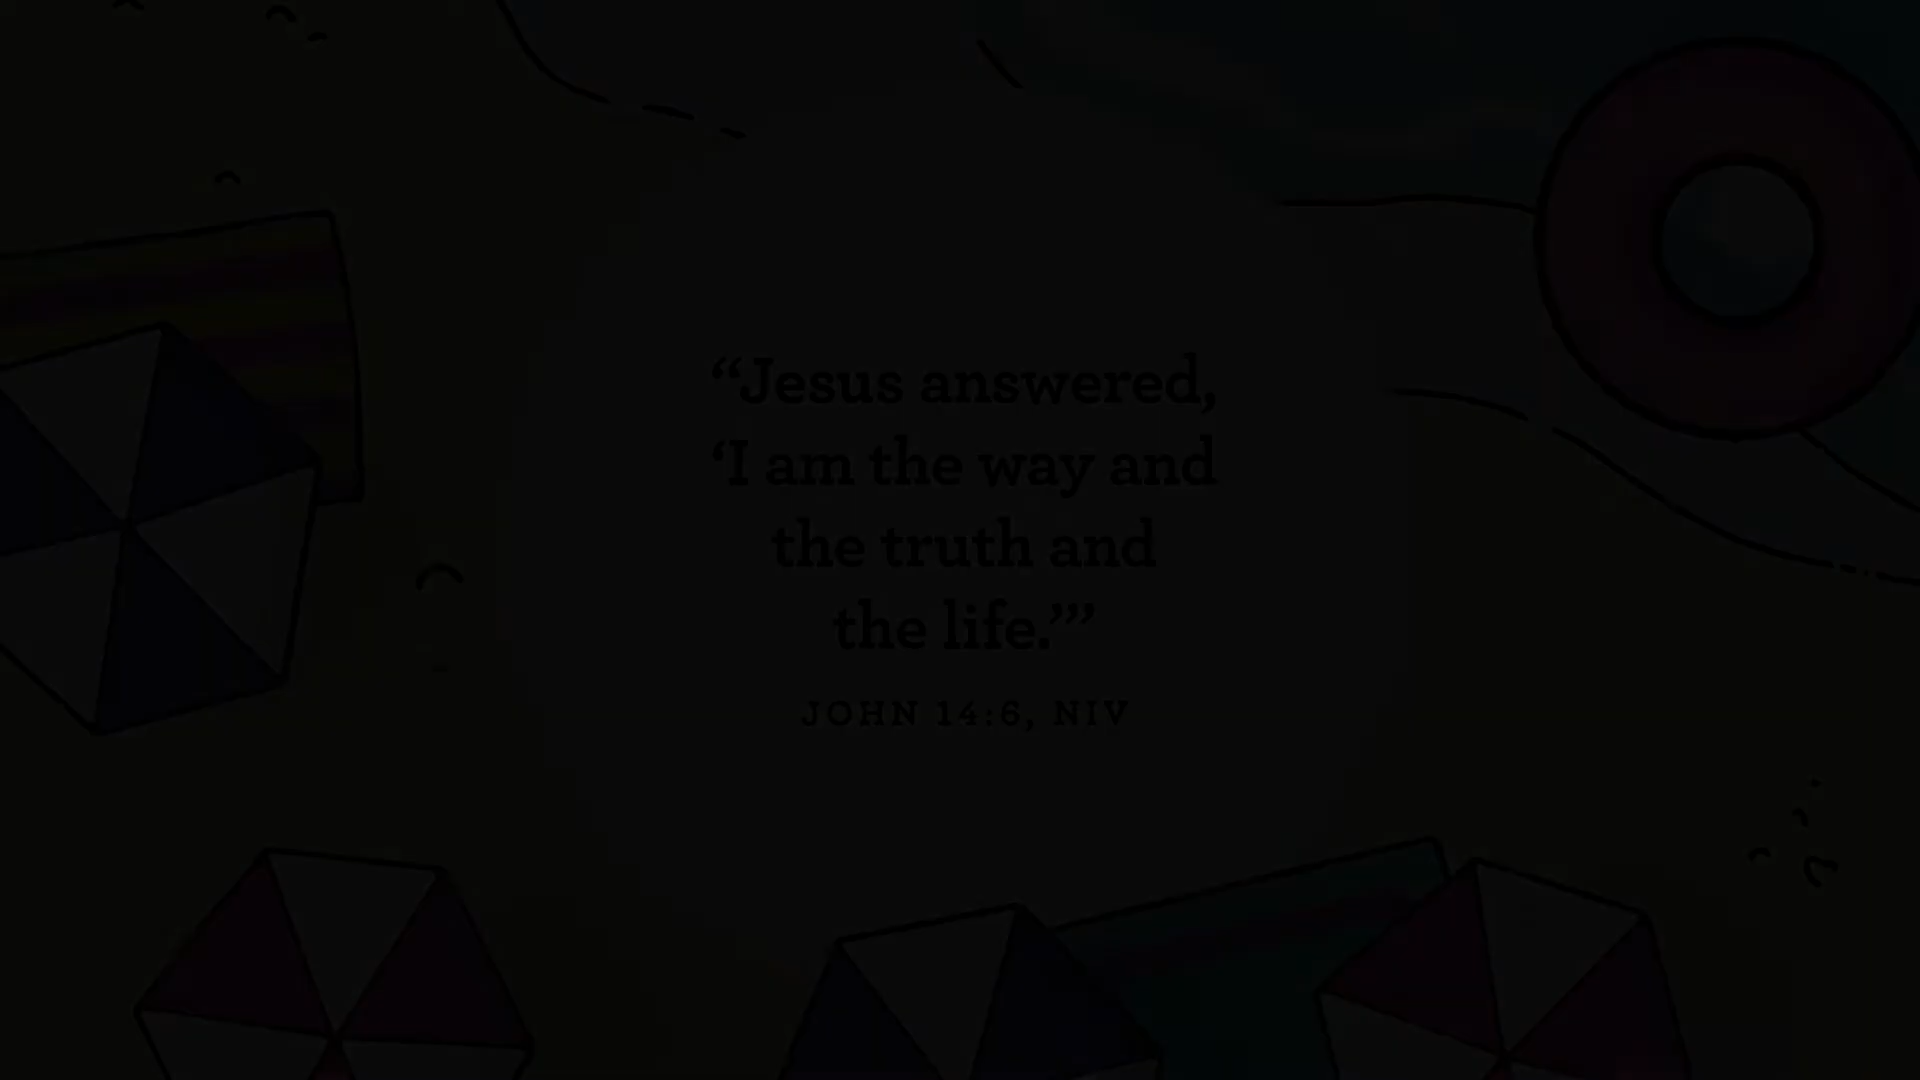 “Jesus answered,
‘I am the way and
the truth and
the life.’”
JOHN 14:6, NIV